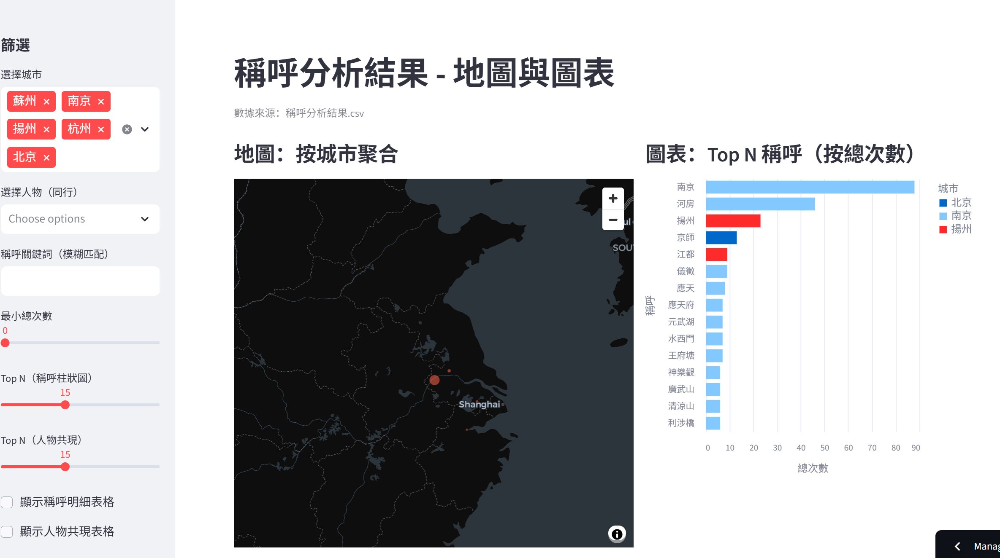 篩選
選擇城市
蘇州 南京
揚州 杭州
北京
選擇人物（同行）
Choose options
稱呼關鍵詞（模糊匹配）
最小總次數
0
Top N（稱呼柱狀圖）
15
Top N（人物共現）
15
顯示稱呼明細表格
顯示人物共現表格
稱呼分析結果 - 地圖與圖表
數據來源：稱呼分析結果.csv
地圖：按城市聚合
ul
SOU
Shanghai
圖表：Top N 稱呼（按總次數）
稱呼
南京
河房
揚州
京師
江都
儀徵
應天
應天府
元武湖
水西門
王府塘
神樂觀
廣武山
清涼山
利涉橋
0 10 20 30 40 50 60 70 80 90
總次數
城市
北京
南京
揚州
Manag